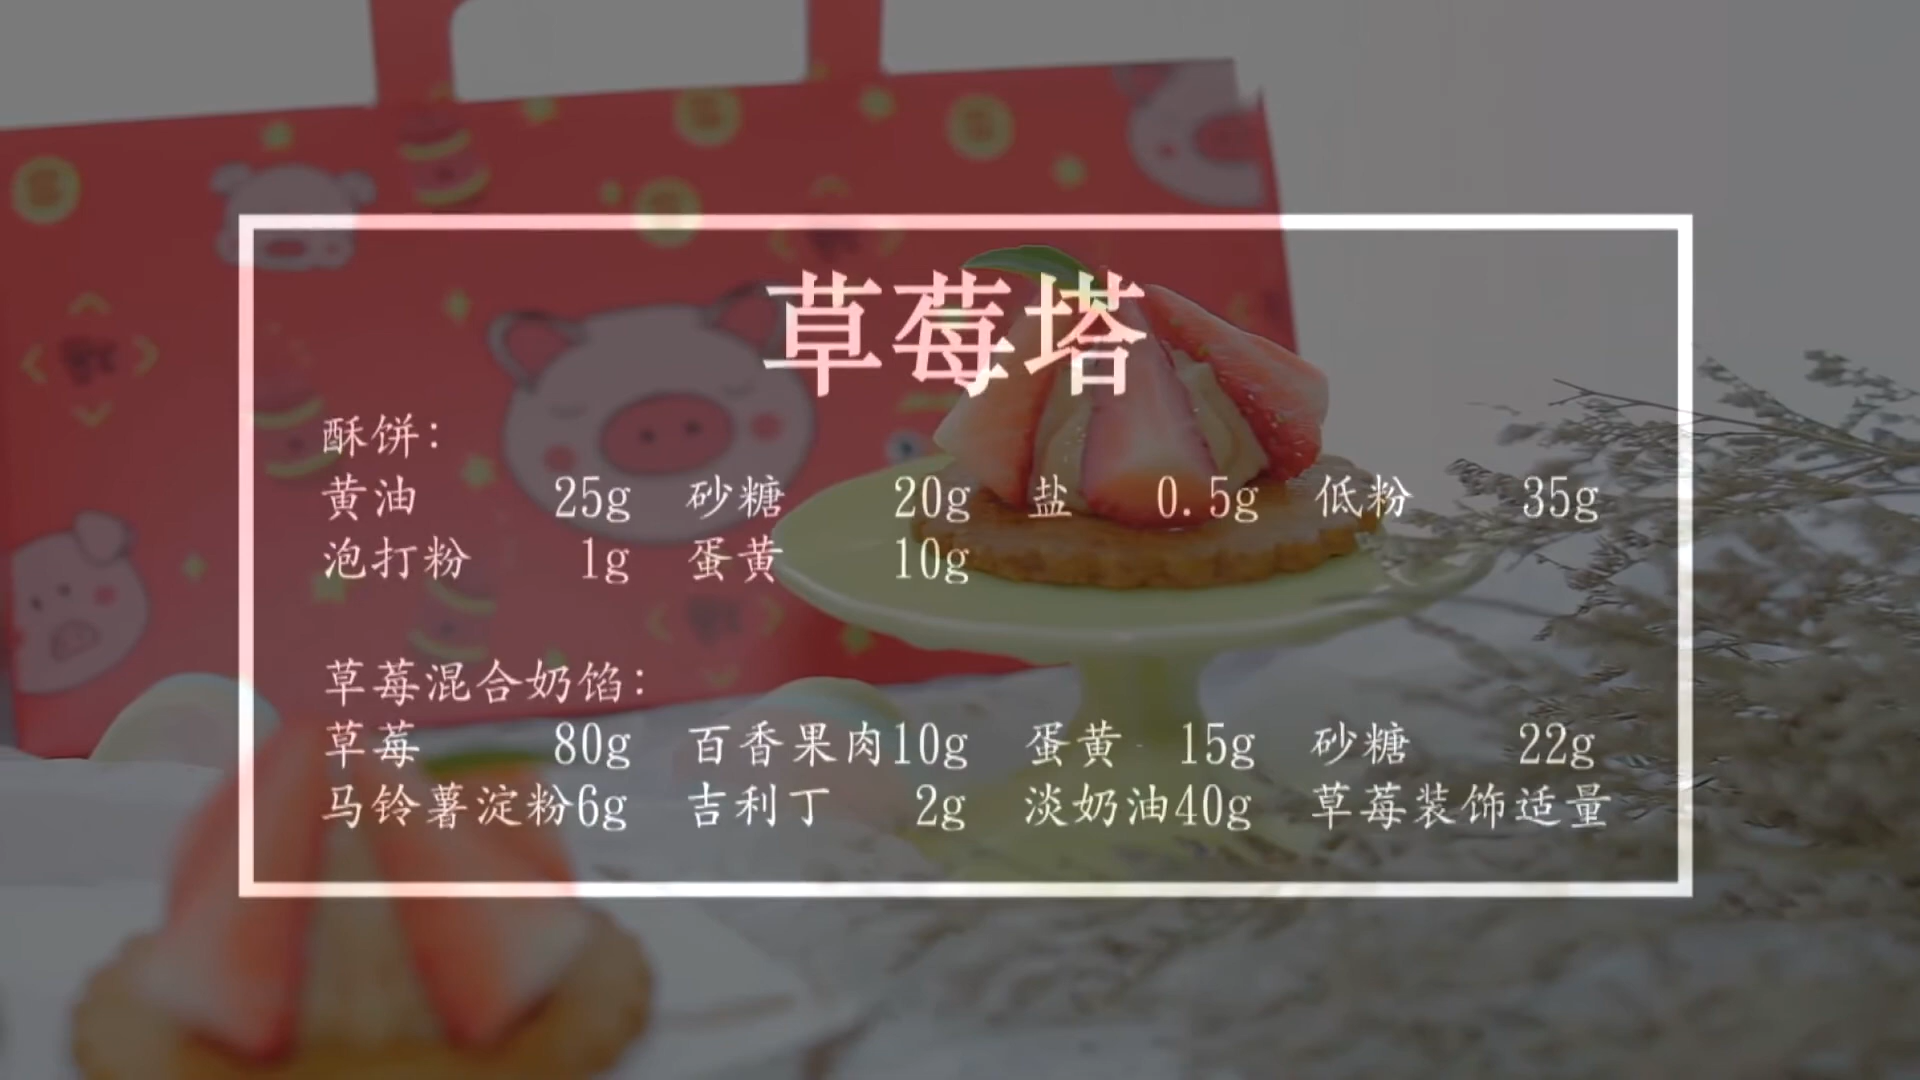 草莓塔
酥饼:
黄油 25g 砂糖 20g 盐 0.5g 低粉 35g
泡打粉 1g 蛋黄 10g
草莓混合奶馅:
草莓 80g 百香果肉10g 蛋黄 15g 砂糖 22g
马铃薯淀粉6g 吉利丁 2g 淡奶油40g 草莓装饰适量